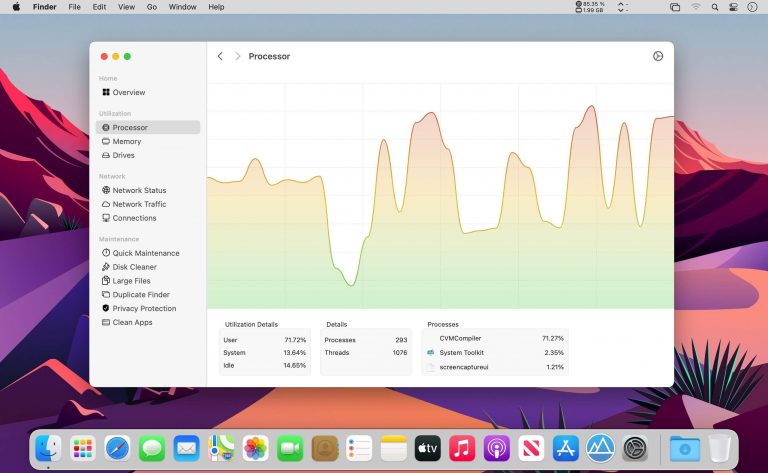 Finder File Edit View Go Window Help 85.35 % -
1.99 GB -
Processor
Home
Overview
Utilization
Processor
Memory
Drives
Network
Network Status
Network Traffic
Connections
Maintenance
Quick Maintenance
Disk Cleaner
Large Files
Duplicate Finder
Privacy Protection
Clean Apps
Utilization Details
User 71.72%
System 13.64%
Idle 14.65%
Details
Processes 293
Threads 1076
Processes
CVMCompiler 71.27%
System Toolkit 2.35%
screencaptureui 1.21%
tv